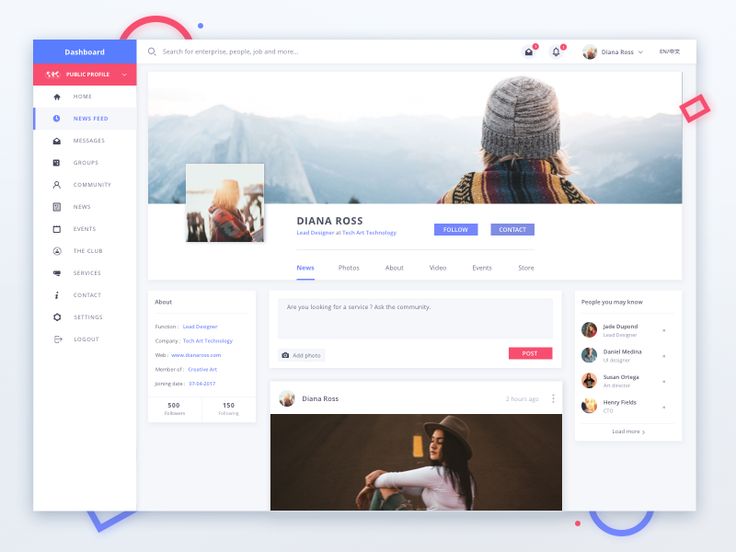 Dashboard
PUBLIC PROFILE
HOME
NEWS FEED
MESSAGES
GROUPS
COMMUNITY
NEWS
EVENTS
THE CLUB
SERVICES
CONTACT
SETTINGS
LOGOUT
Search for enterprise, people, job and more...
Diana Ross
EN/中文
DIANA ROSS
Lead Designer at Tech Art Technology
FOLLOW
CONTACT
News Photos About Video Events Store
About
Function : Lead Designer
Company : Tech Art Technology
Web : www.dianaross.com
Member of : Creative Art
Joining date : 07-04-2017
500 150
Followers Following
Are you looking for a service ? Ask the community.
Add photo
POST
Diana Ross
2 hours ago
People you may know
Jade Dupond
Lead Designer
Daniel Medina
UI designer
Susan Ortega
Art director
Henry Fields
CTO
Load more